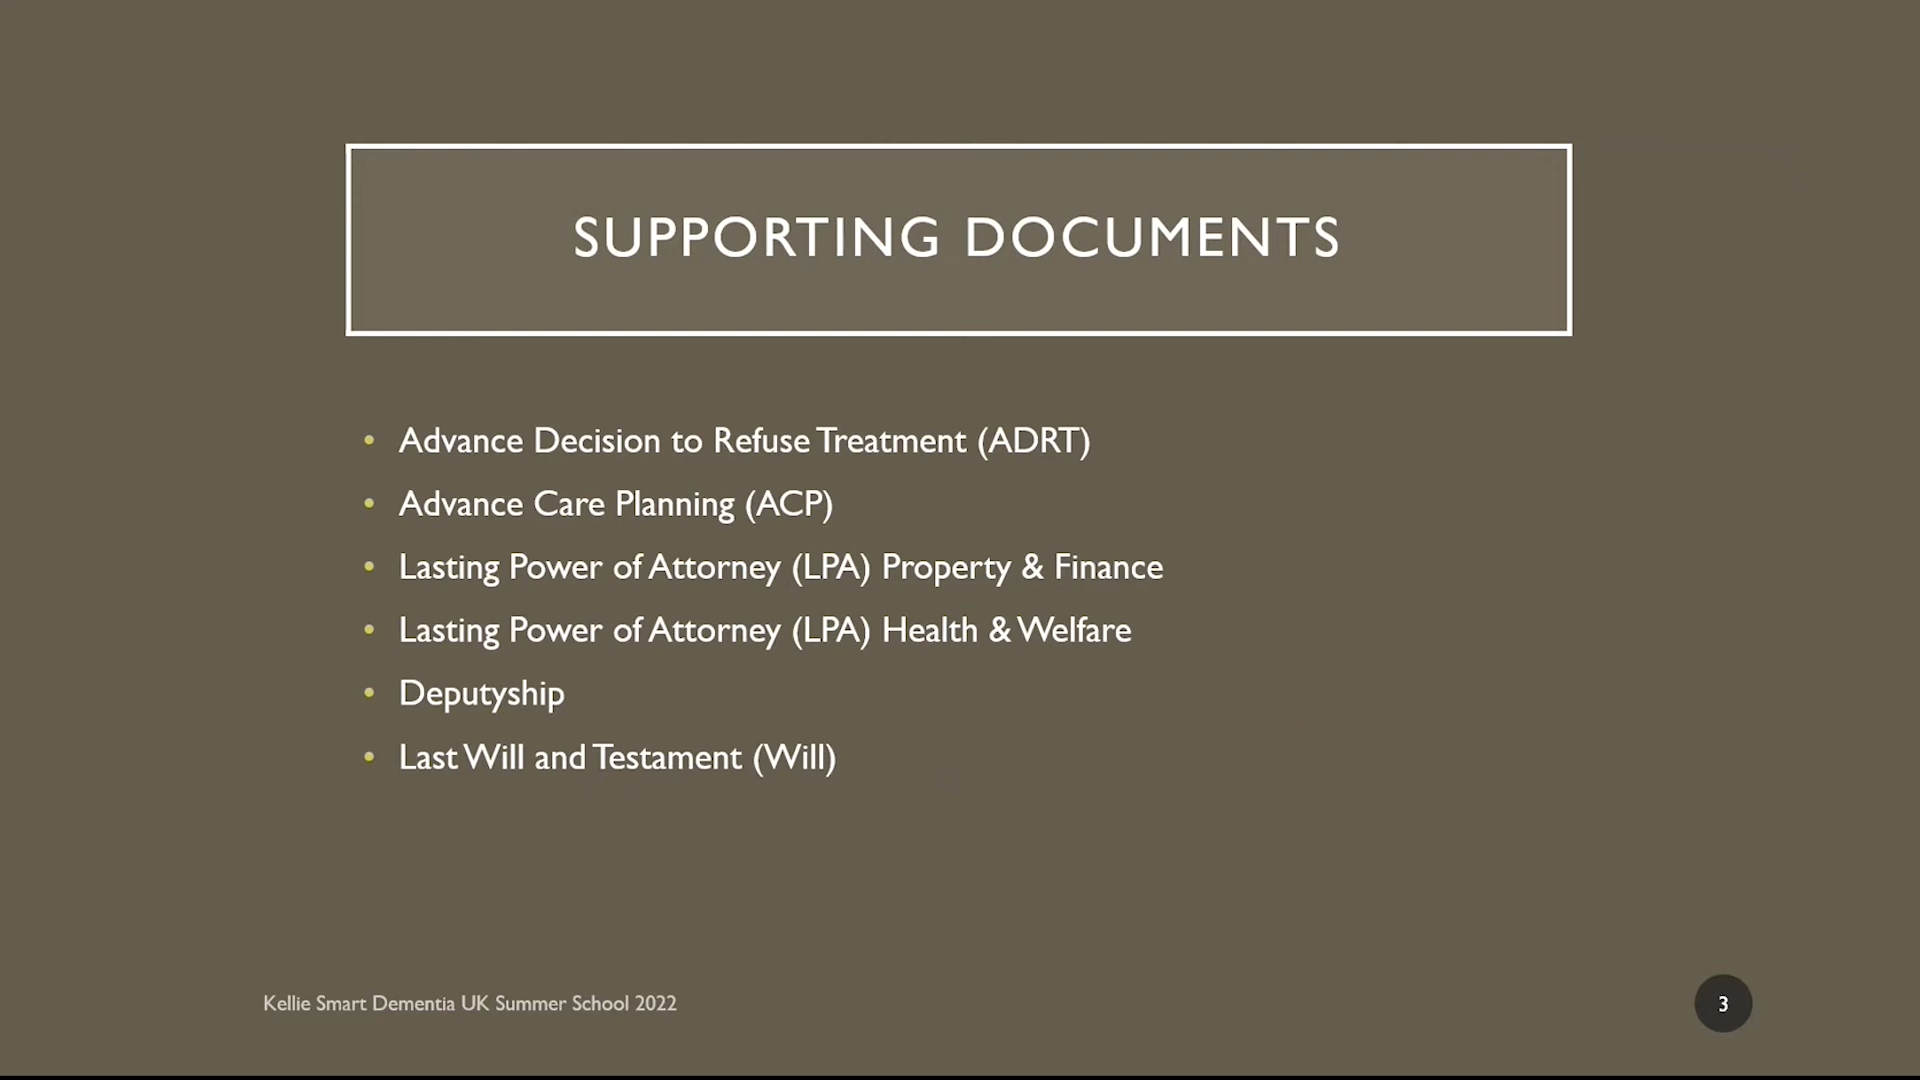 SUPPORTING DOCUMENTS
• Advance Decision to Refuse Treatment (ADRT)
• Advance Care Planning (ACP)
• Lasting Power of Attorney (LPA) Property & Finance
• Lasting Power of Attorney (LPA) Health & Welfare
• Deputyship
• Last Will and Testament (Will)
Kellie Smart Dementia UK Summer School 2022
3